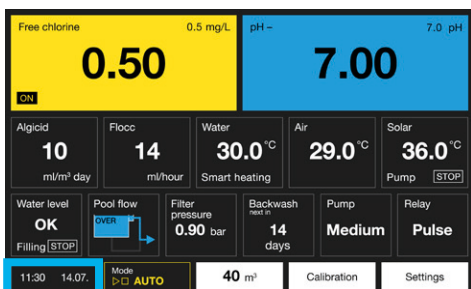 Free chlorine 0.5 mg/L
0.50
ON
pH – 7.0 pH
7.00
Algicid
10
ml/m³ day
Flocc
14
ml/hour
Water
30.0°C
Smart heating
Air
29.0°C
Solar
36.0°C
Pump STOP
Water level
OK
Filling STOP
Pool flow
OVER
Filter
pressure
0.90 bar
Backwash
next in
14
days
Pump
Medium
Relay
Pulse
11:30 14.07.
Mode
AUTO
40 m³
Calibration
Settings